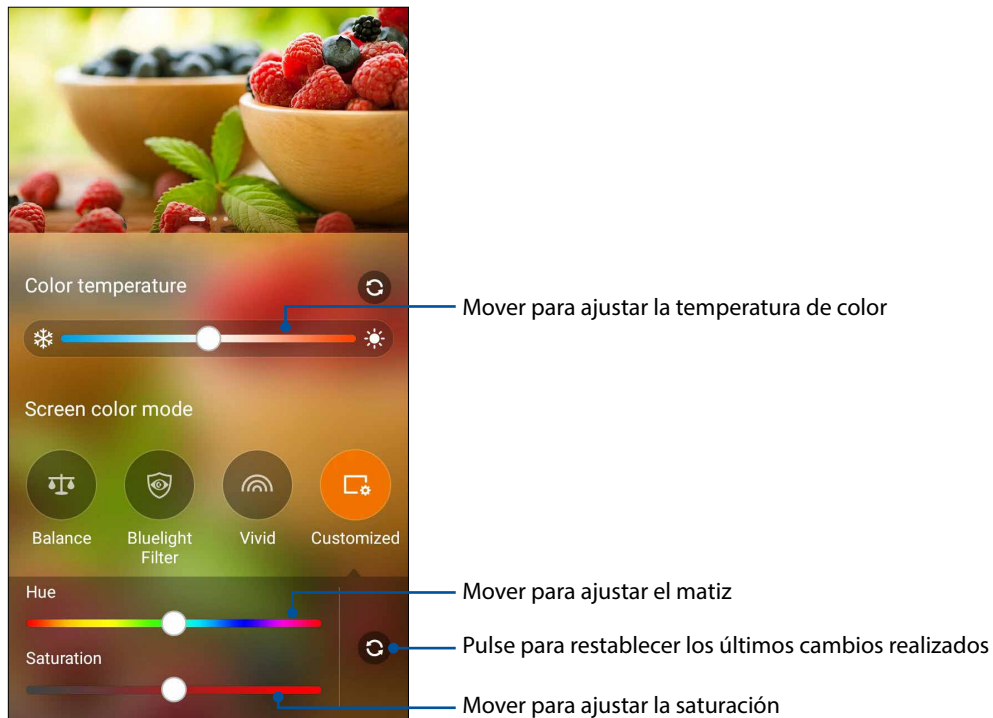 Color temperature
Mover para ajustar la temperatura de color
Screen color mode
Balance
Bluelight
Filter
Vivid
Customized
Hue
Mover para ajustar el matiz
Pulse para restablecer los últimos cambios realizados
Saturation
Mover para ajustar la saturación